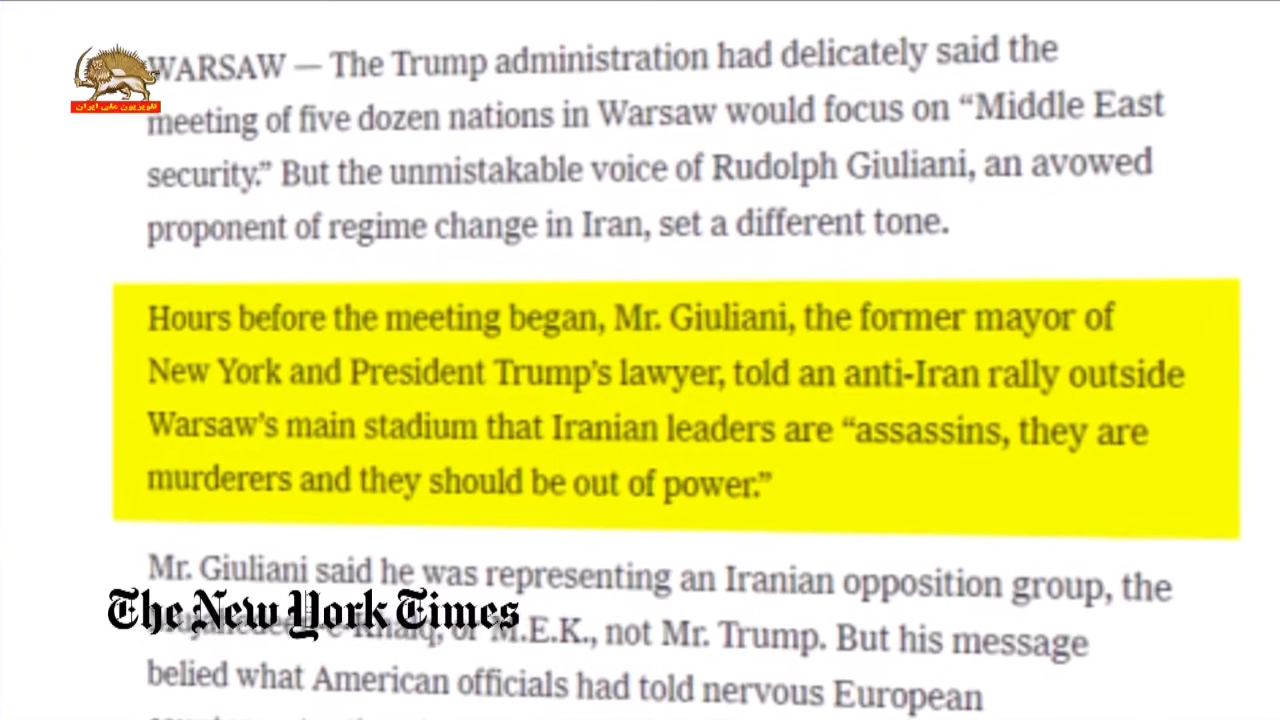 WARSAW — The Trump administration had delicately said the
تلویزیون ملی ایران
meeting of five dozen nations in Warsaw would focus on “Middle East
security.” But the unmistakable voice of Rudolph Giuliani, an avowed
proponent of regime change in Iran, set a different tone.
Hours before the meeting began, Mr. Giuliani, the former mayor of
New York and President Trump’s lawyer, told an anti-Iran rally outside
Warsaw’s main stadium that Iranian leaders are “assassins, they are
murderers and they should be out of power.”
Mr. Giuliani said he was representing an Iranian opposition group, the
The New York Times
or M.E.K., not Mr. Trump. But his message
belied what American officials had told nervous European